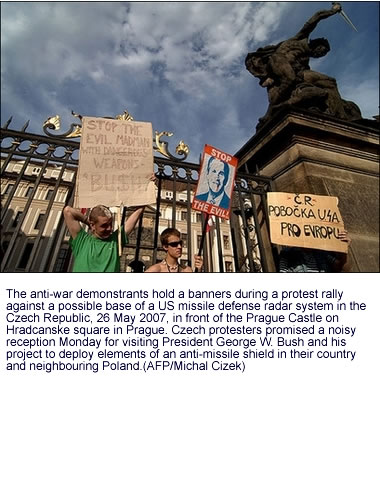 STOP THE
EVIL MADMAN
WITH DANGEROUS
WEAPONS
"BUSH"
STOP
THE EVIL
ČR
POBOČKA USA
PRO EVROPU
The anti-war demonstrants hold a banners during a protest rally
against a possible base of a US missile defense radar system in the
Czech Republic, 26 May 2007, in front of the Prague Castle on
Hradcanske square in Prague. Czech protesters promised a noisy
reception Monday for visiting President George W. Bush and his
project to deploy elements of an anti-missile shield in their country
and neighbouring Poland.(AFP/Michal Cizek)